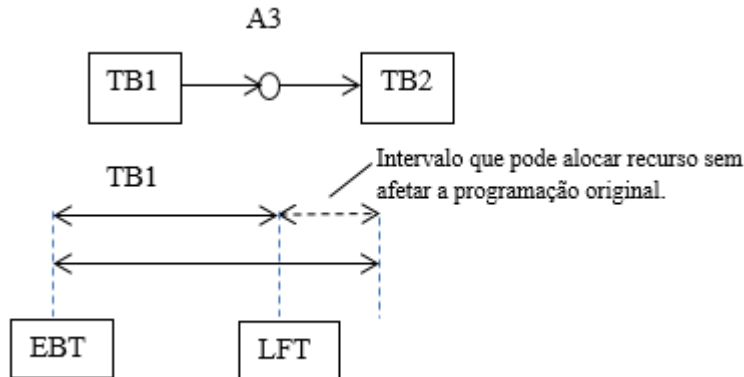 A3
TB1
TB2
Intervalo que pode alocar recurso sem
afetar a programação original.
TB1
EBT
LFT